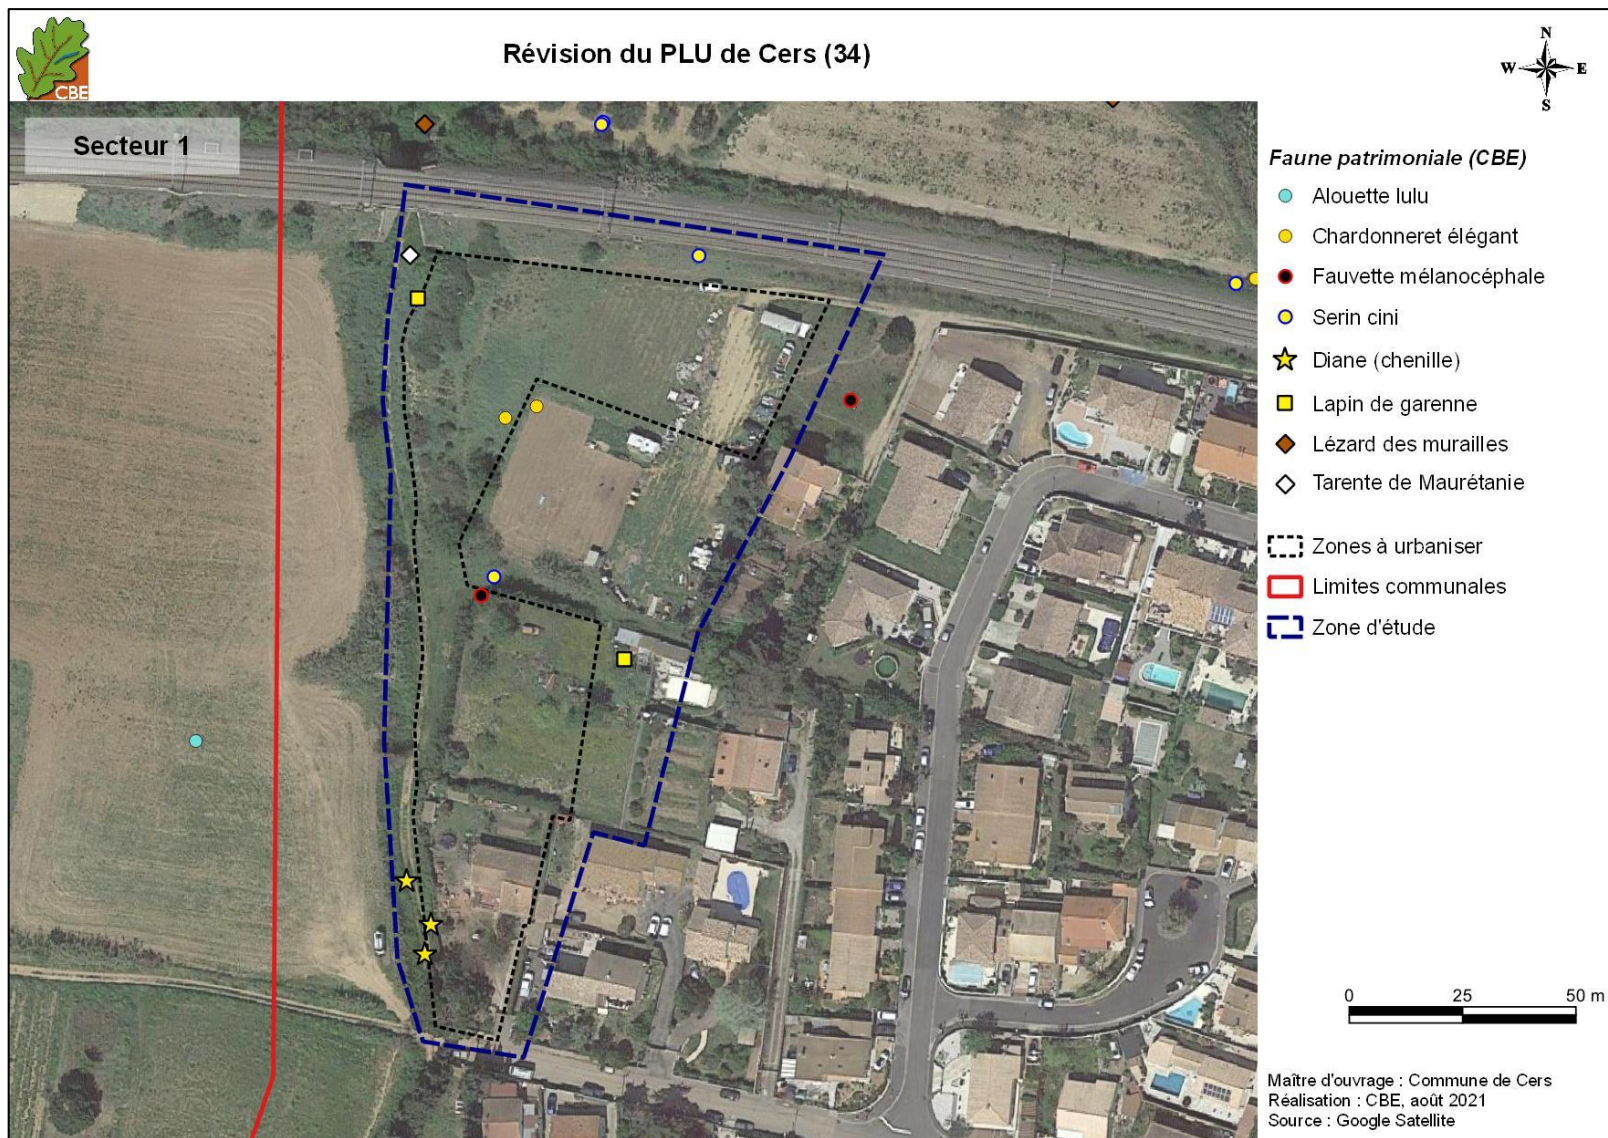 CBE
Révision du PLU de Cers (34)
N
W E
S
Secteur 1
Faune patrimoniale (CBE)
Alouette lulu
Chardonneret élégant
Fauvette mélanocéphale
Serin cini
Diane (chenille)
Lapin de garenne
Lézard des murailles
Tarente de Maurétanie
Zones à urbaniser
Limites communales
Zone d'étude
0 25 50 m
Maître d'ouvrage : Commune de Cers
Réalisation : CBE, août 2021
Source : Google Satellite